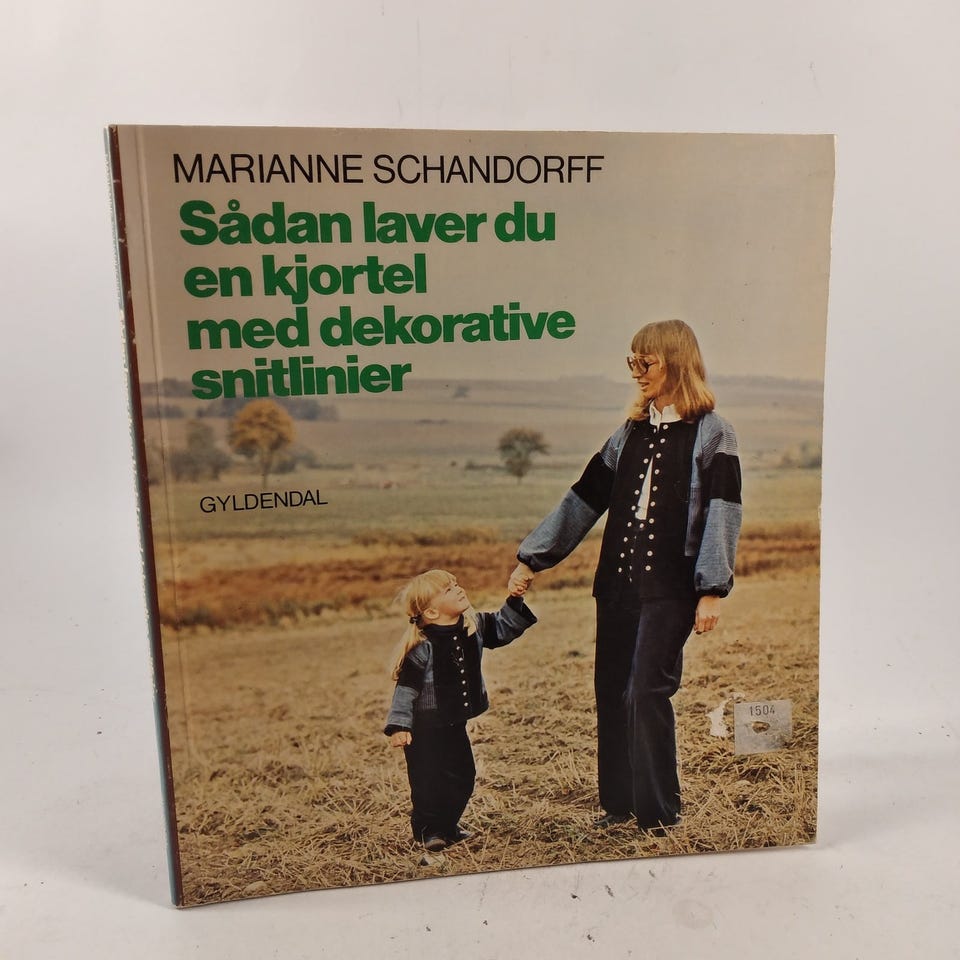 MARIANNE SCHANDORFF
Sådan laver du
en kjortel
med dekorative
snitlinier
GYLDENDAL
1504